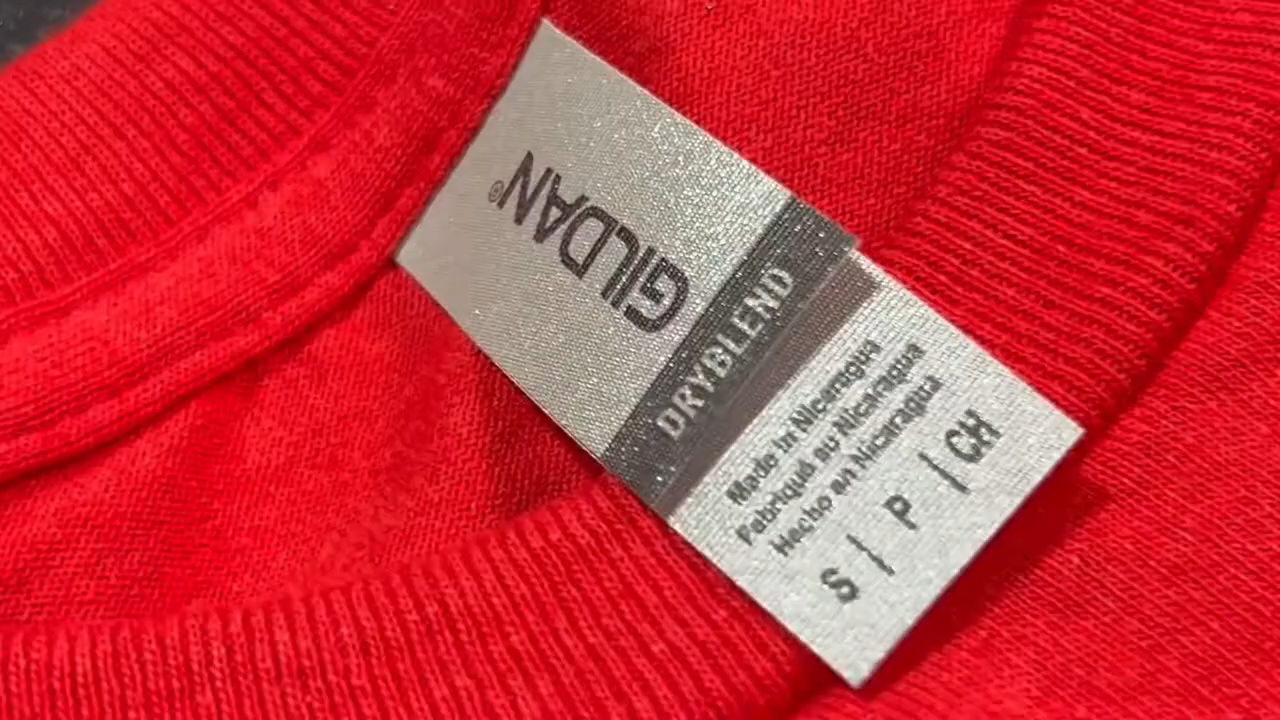 GILDAN®
DRYBLEND
Made in Nicaragua
Fabriqué au Nicaragua
Hecho en Nicaragua
S | P | CH